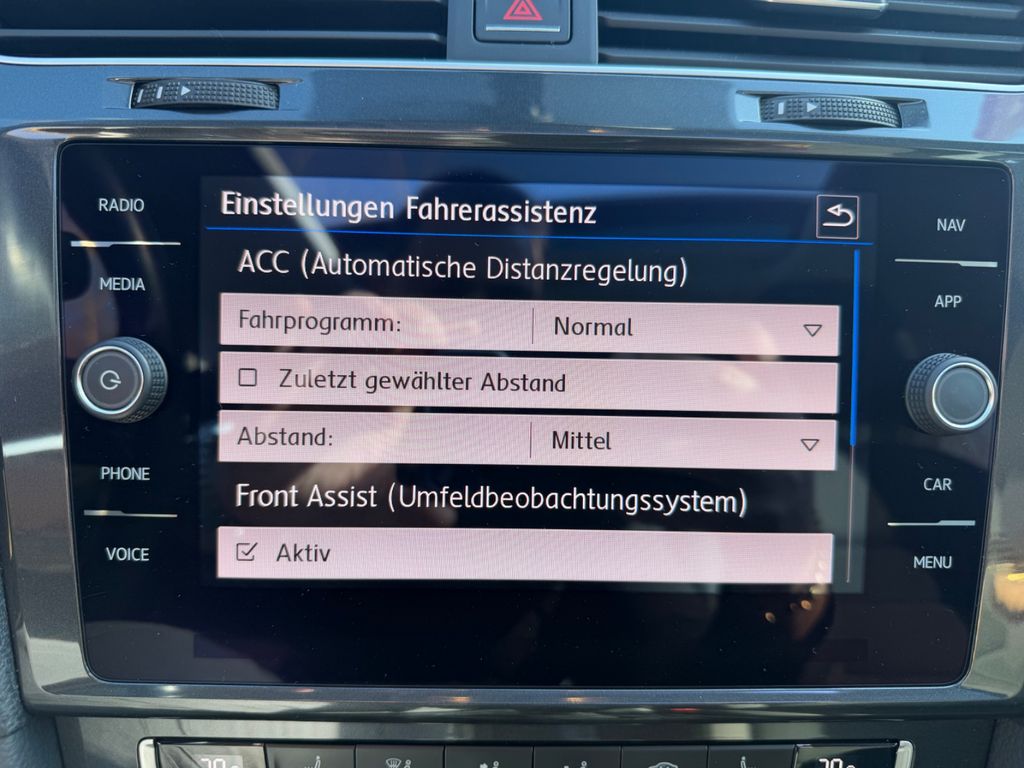 RADIO
MEDIA
PHONE
VOICE
Einstellungen Fahrerassistenz
ACC (Automatische Distanzregelung)
Fahrprogramm: Normal
Zuletzt gewählter Abstand
Abstand: Mittel
Front Assist (Umfeldbeobachtungssystem)
Aktiv
NAV
APP
CAR
MENU